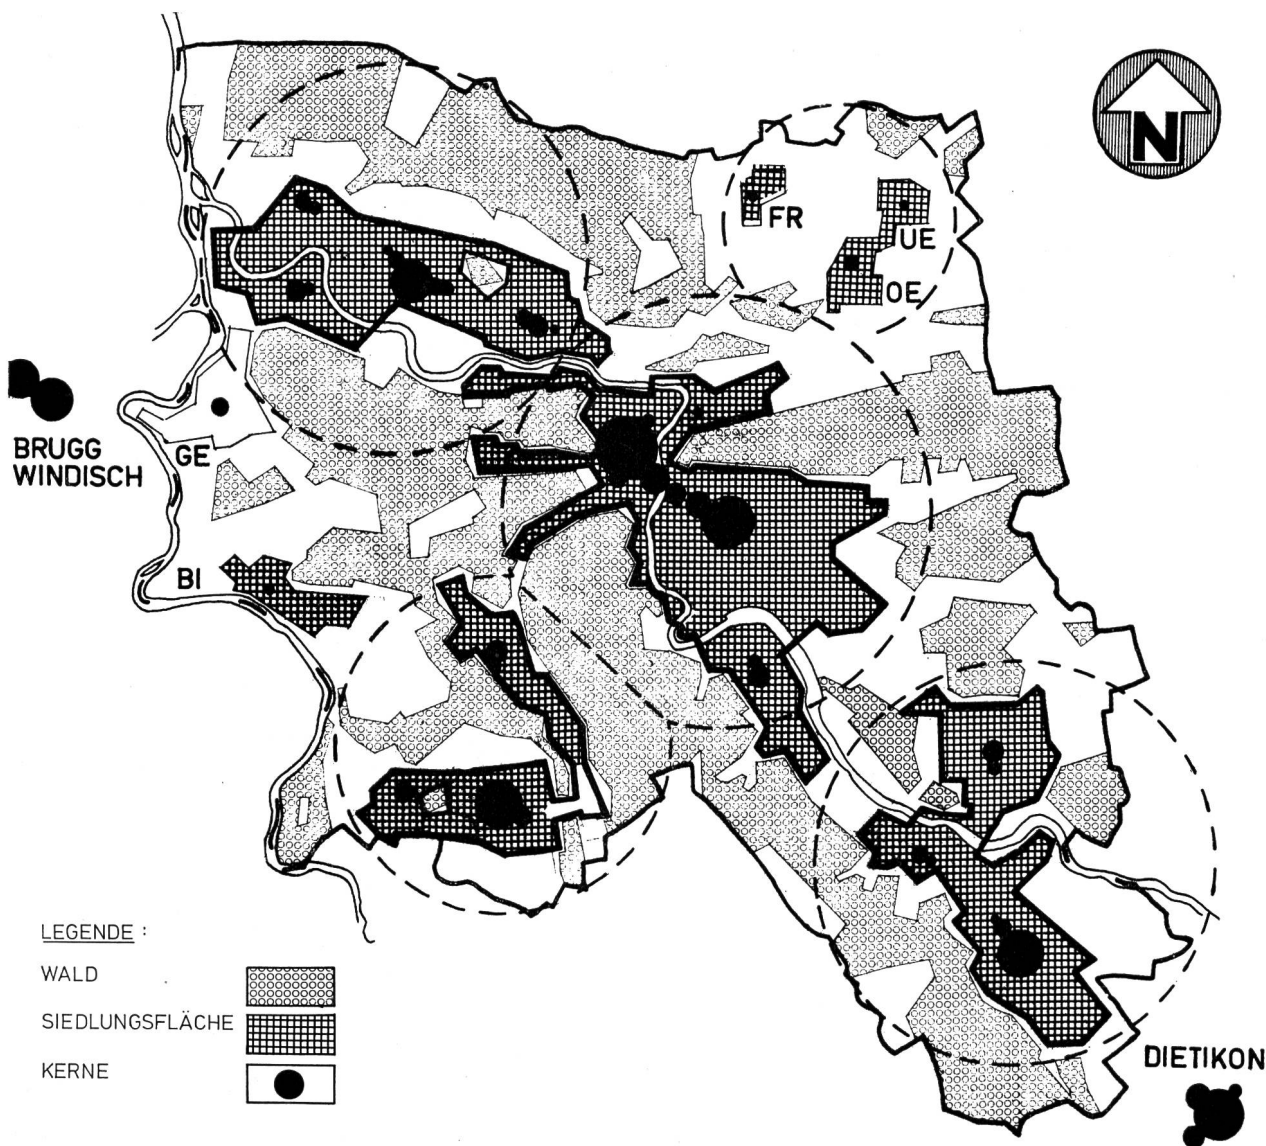 N
FR
UE
OE
BRUGG
WINDISCH
GE
BI
LEGENDE :
WALD
SIEDLUNGSFLÄCHE
KERNE
DIETIKON